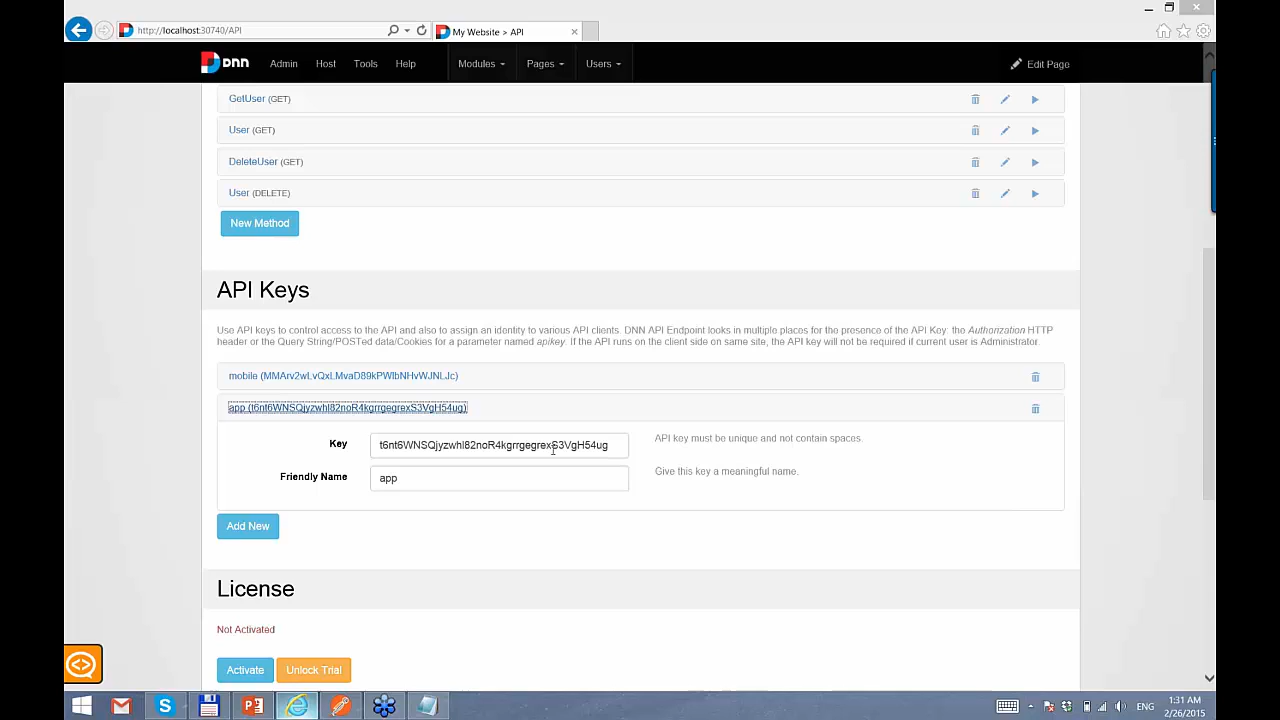 http://localhost:30740/API
My Website > API
DNN
Admin Host Tools Help Modules Pages Users Edit Page
GetUser (GET)
User (GET)
DeleteUser (GET)
User (DELETE)
New Method
API Keys
Use API keys to control access to the API and also to assign an identity to various API clients. DNN API Endpoint looks in multiple places for the presence of the API Key: the Authorization HTTP
header or the Query String/POSTed data/Cookies for a parameter named apikey. If the API runs on the client side on same site, the API key will not be required if current user is Administrator.
mobile (MMArv2wLvQxLMvaD89kPWIbNHvWJNLJc)
app (t6nt6WNSQjyzwhl82noR4kgrrgegrexS3VgH54ug)
Key t6nt6WNSQjyzwhl82noR4kgrrgegrexS3VgH54ug API key must be unique and not contain spaces.
Friendly Name app Give this key a meaningful name.
Add New
License
Not Activated
Activate Unlock Trial
ENG
1:31 AM
2/26/2015